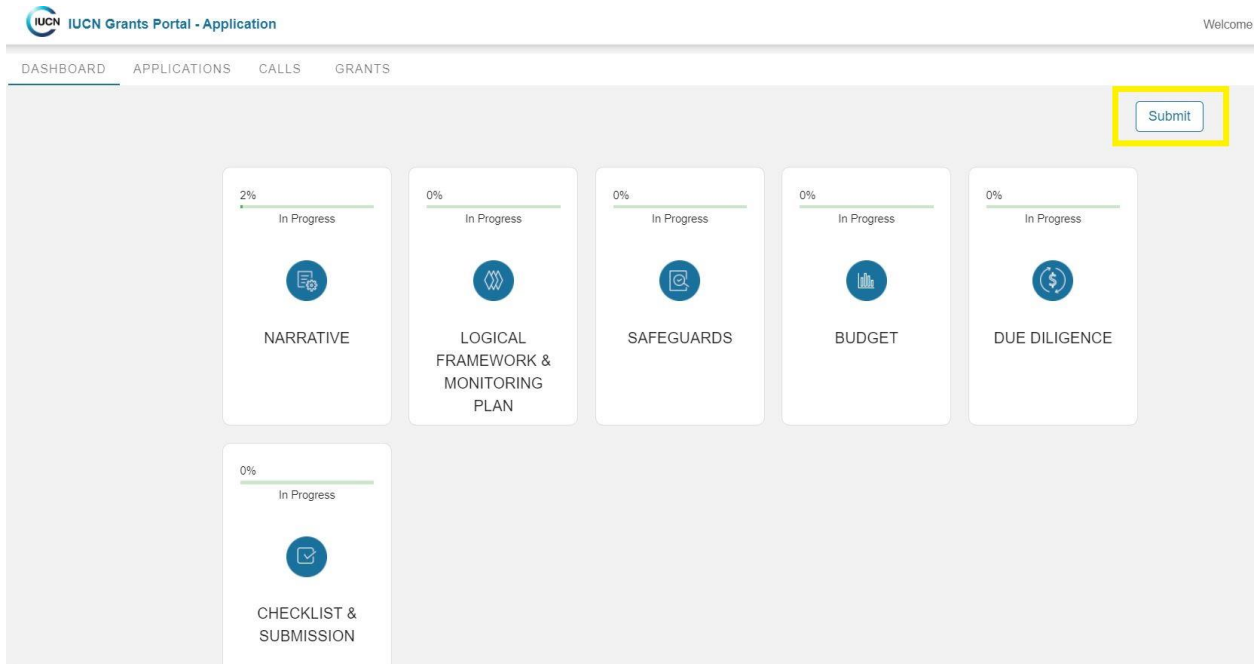 IUCN IUCN Grants Portal - Application Welcome
DASHBOARD APPLICATIONS CALLS GRANTS
Submit
2% 0% 0% 0% 0%
In Progress In Progress In Progress In Progress In Progress
NARRATIVE LOGICAL SAFEGUARDS BUDGET DUE DILIGENCE
FRAMEWORK &
MONITORING
PLAN
0%
In Progress
CHECKLIST &
SUBMISSION